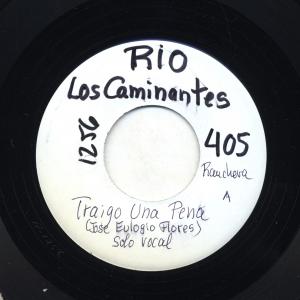 RIO
Los Caminantes
1256
405
Ranchera
A
Traigo Una Pena
(Jose Eulogio Flores)
Solo vocal